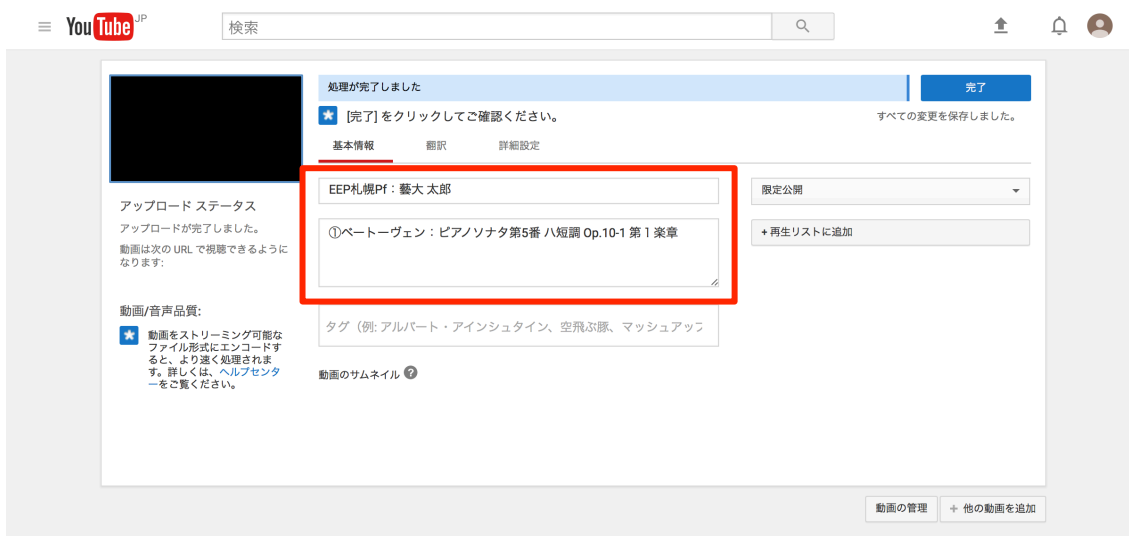 YouTube JP
検索
処理が完了しました
完了
[完了] をクリックしてご確認ください。
すべての変更を保存しました。
基本情報
翻訳
詳細設定
EEP札幌Pf：藝大 太郎
限定公開
①ベートーヴェン：ピアノソナタ第5番 ハ短調 Op.10-1 第１楽章
+ 再生リストに追加
アップロード ステータス
アップロードが完了しました。
動画は次の URL で視聴できるように
なります:
タグ（例: アルバート・アインシュタイン、空飛ぶ豚、マッシュアップ
動画/音声品質:
動画をストリーミング可能な
ファイル形式にエンコードす
ると、より速く処理されま
す。詳しくは、ヘルプセンタ
ーをご覧ください。
動画のサムネイル ?
動画の管理
+ 他の動画を追加